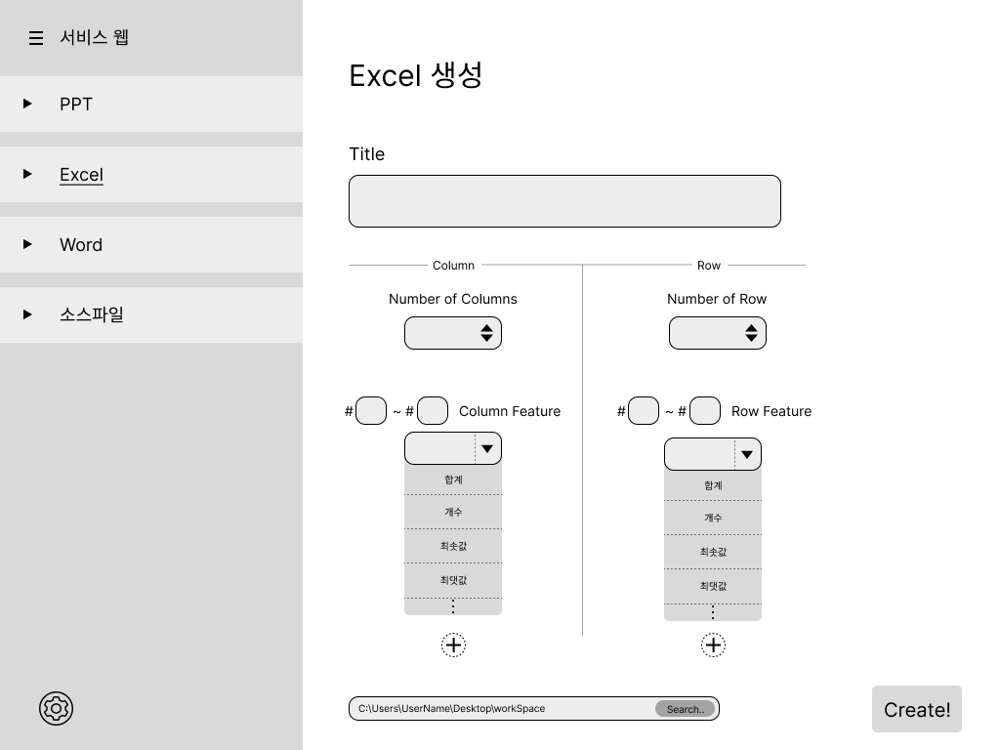 서비스 웹
PPT
Excel
Word
소스파일
Excel 생성
Title
Column
Row
Number of Columns
Number of Row
# ~ # Column Feature
# ~ # Row Feature
합계
개수
최솟값
최댓값
합계
개수
최솟값
최댓값
C:\Users\UserName\Desktop\workSpace
Search..
Create!